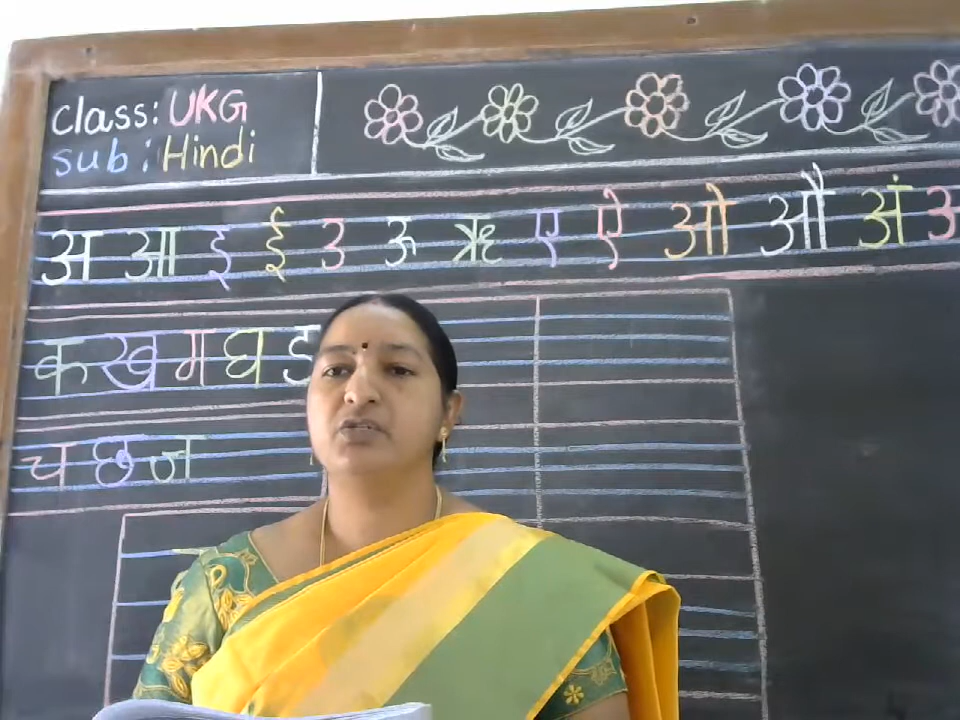 Class: UKG
Sub: Hindi
अ आ इ ई उ ऊ ऋ ए ऐ ओ औ अं
क ख ग घ
च छ ज